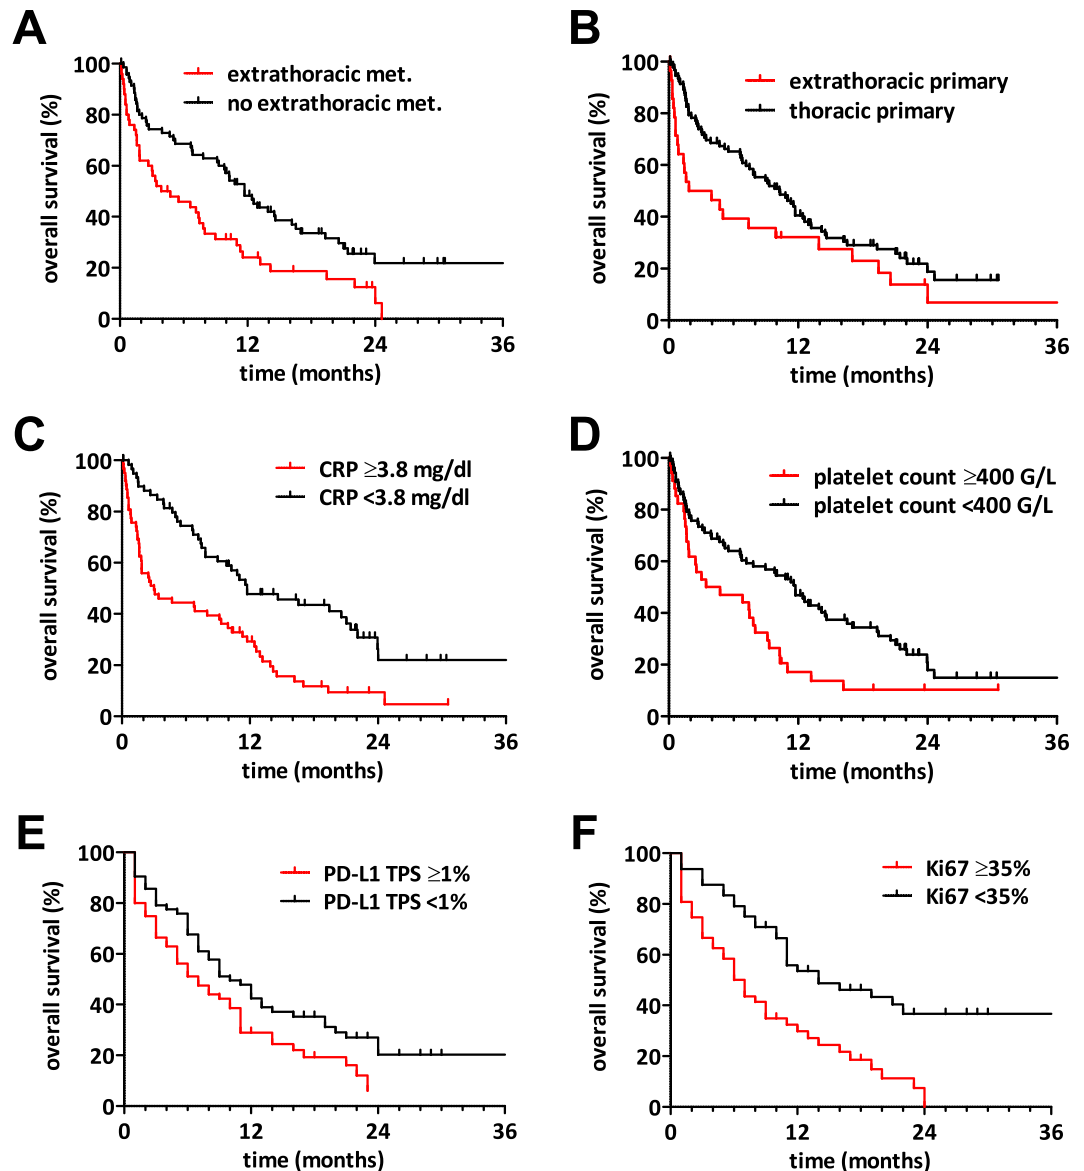 A
overall survival (%)
100
80
60
40
20
0
extrathoracic met.
no extrathoracic met.
0 12 24 36
time (months)
B
overall survival (%)
100
80
60
40
20
0
extrathoracic primary
thoracic primary
0 12 24 36
time (months)
C
overall survival (%)
100
80
60
40
20
0
CRP ≥3.8 mg/dl
CRP <3.8 mg/dl
0 12 24 36
time (months)
D
overall survival (%)
100
80
60
40
20
0
platelet count ≥400 G/L
platelet count <400 G/L
0 12 24 36
time (months)
E
overall survival (%)
100
80
60
40
20
0
PD-L1 TPS ≥1%
PD-L1 TPS <1%
0 12 24 36
time (months)
F
overall survival (%)
100
80
60
40
20
0
Ki67 ≥35%
Ki67 <35%
0 12 24 36
time (months)